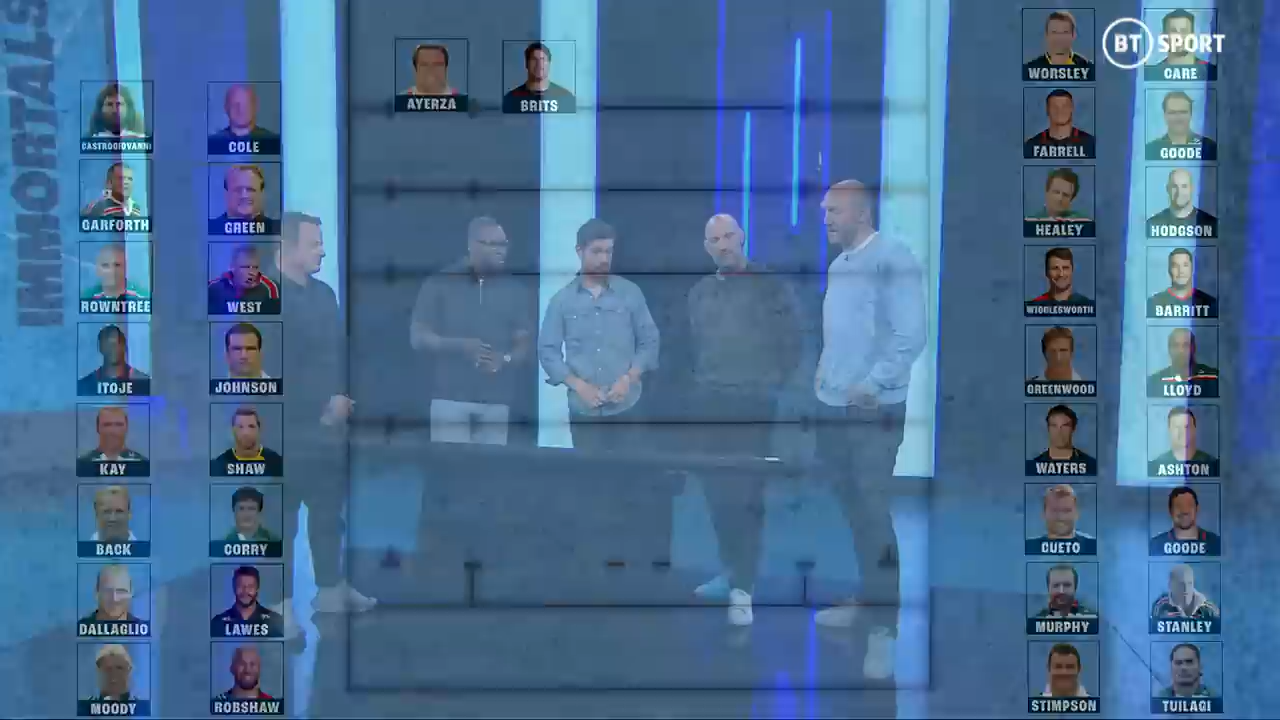 IMMORTALS
BT SPORT
AYERZA
BRITS
CASTROGIOVANNI
COLE
GARFORTH
GREEN
ROWNTREE
WEST
ITOJE
JOHNSON
KAY
SHAW
BACK
CORRY
DALLAGLIO
LAWES
MOODY
ROBSHAW
WORSLEY
CARE
FARRELL
GOODE
HEALEY
HODGSON
WIGGLESWORTH
BARRITT
GREENWOOD
LLOYD
WATERS
ASHTON
CUETO
GOODE
MURPHY
STANLEY
STIMPSON
TUILAGI